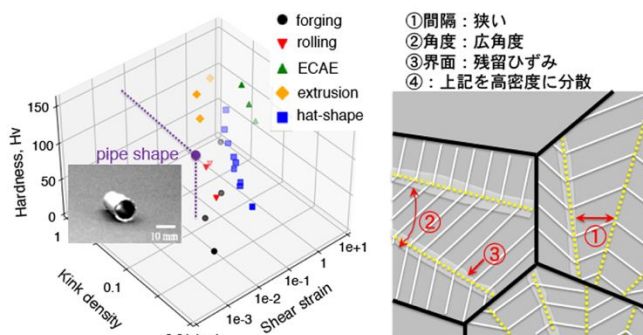 forging
rolling
ECAE
extrusion
hat-shape
pipe shape
10 mm
Hardness, Hv
150
100
50
0
Kink density
1
0.1
Shear strain
1e-3
1e-2
1e-1
1
1e+1
①間隔：狭い
②角度：広角度
③界面：残留ひずみ
④：上記を高密度に分散
②
③
①